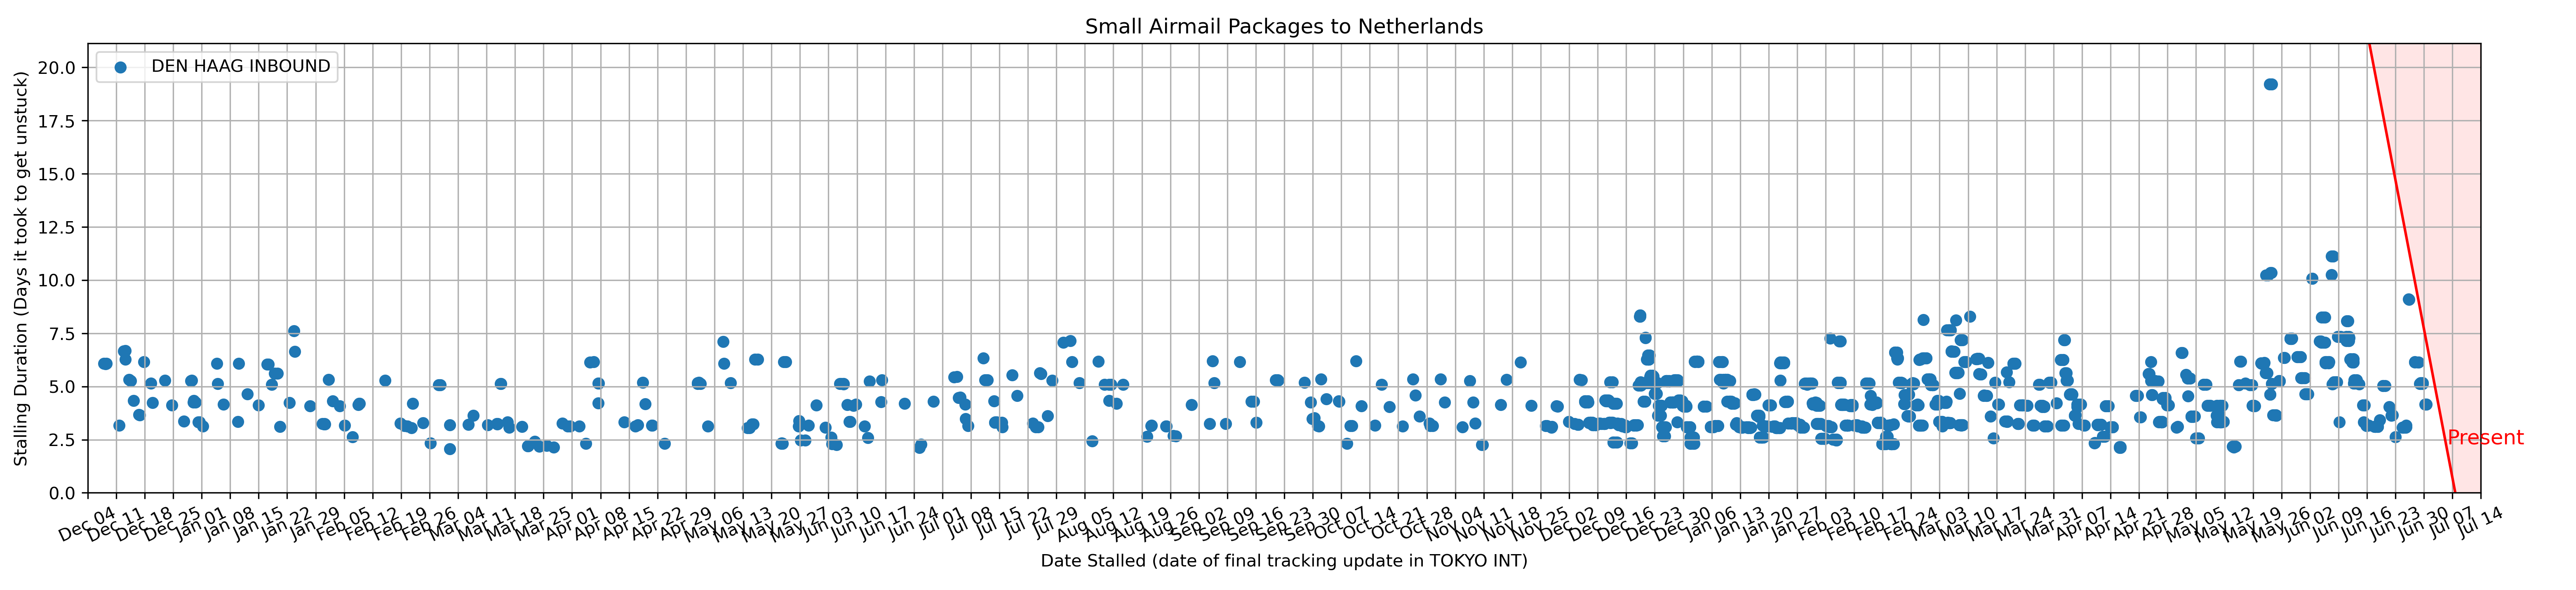 Small Airmail Packages to Netherlands
DEN HAAG INBOUND
Stalling Duration (Days it took to get unstuck)
20.0
17.5
15.0
12.5
10.0
7.5
5.0
2.5
0.0
Present
Dec 04
Dec 11
Dec 18
Dec 25
Jan 01
Jan 08
Jan 15
Jan 22
Jan 29
Feb 05
Feb 12
Feb 19
Feb 26
Mar 04
Mar 11
Mar 18
Mar 25
Apr 01
Apr 08
Apr 15
Apr 22
Apr 29
May 06
May 13
May 20
May 27
Jun 03
Jun 10
Jun 17
Jun 24
Jul 01
Jul 08
Jul 15
Jul 22
Jul 29
Aug 05
Aug 12
Aug 19
Aug 26
Sep 02
Sep 09
Sep 16
Sep 23
Sep 30
Oct 07
Oct 14
Oct 21
Oct 28
Nov 04
Nov 11
Nov 18
Nov 25
Dec 02
Dec 09
Dec 16
Dec 23
Dec 30
Jan 06
Jan 13
Jan 20
Jan 27
Feb 03
Feb 10
Feb 17
Feb 24
Mar 03
Mar 10
Mar 17
Mar 24
Mar 31
Apr 07
Apr 14
Apr 21
Apr 28
May 05
May 12
May 19
May 26
Jun 02
Jun 09
Jun 16
Jun 23
Jun 30
Jul 07
Jul 14
Date Stalled (date of final tracking update in TOKYO INT)